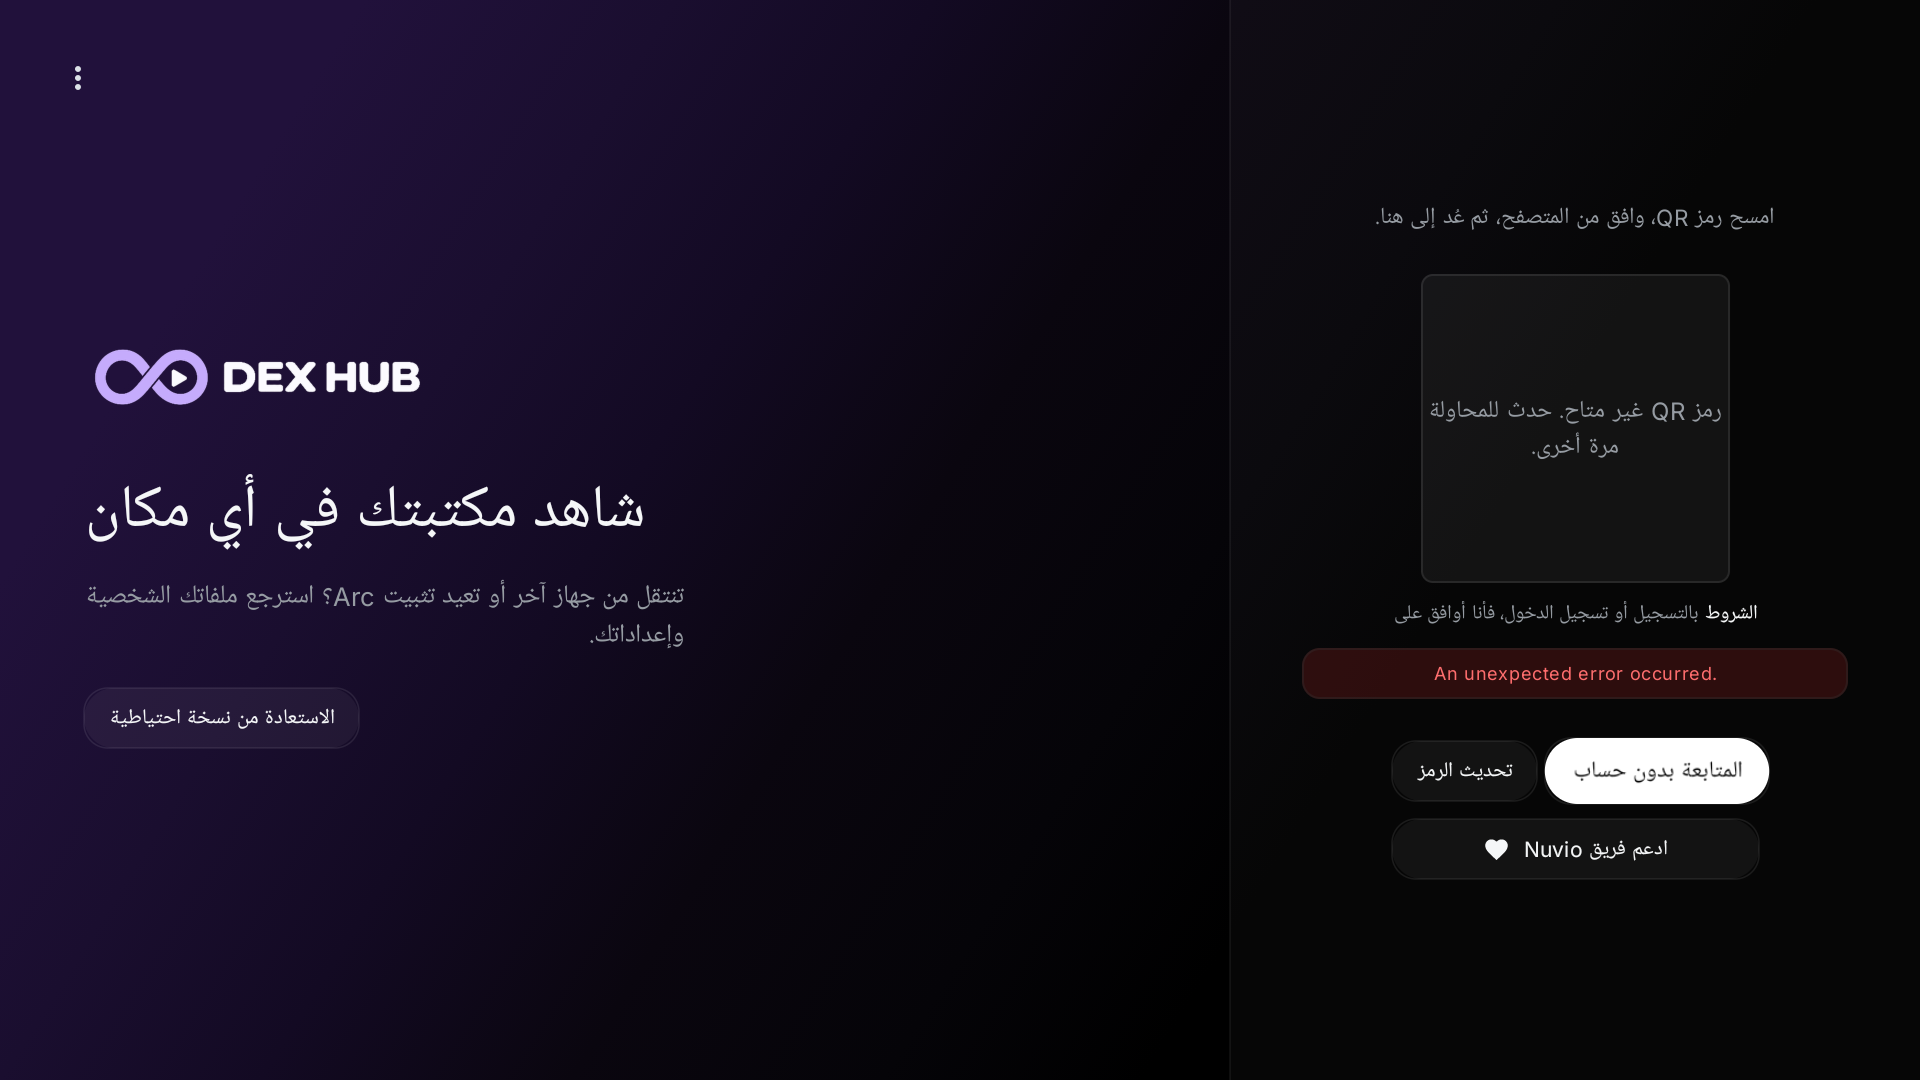 DEX HUB
شاهد مكتبتك في أي مكان
تنتقل من جهاز آخر أو تعيد تثبيت Arc؟ استرجع ملفاتك الشخصية
وإعداداتك.
الاستعادة من نسخة احتياطية
امسح رمز QR، وافق من المتصفح، ثم عُد إلى هنا.
رمز QR غير متاح. حدث للمحاولة
مرة أخرى.
الشروط بالتسجيل أو تسجيل الدخول، فأنا أوافق على
An unexpected error occurred.
المتابعة بدون حساب
تحديث الرمز
ادعم فريق Nuvio